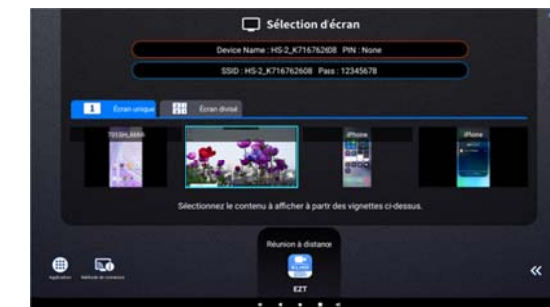 Sélection d'écran
Device Name : HS-2_K716762608 PIN : None
SSID : HS-2_K716762608 Pass : 12345678
1 Écran unique Écran divisé
iPhone iPhone
Sélectionnez le contenu à afficher à partr des vignettes ci-dessus.
Réunion à distance
Application Méthode de connexion
EZT